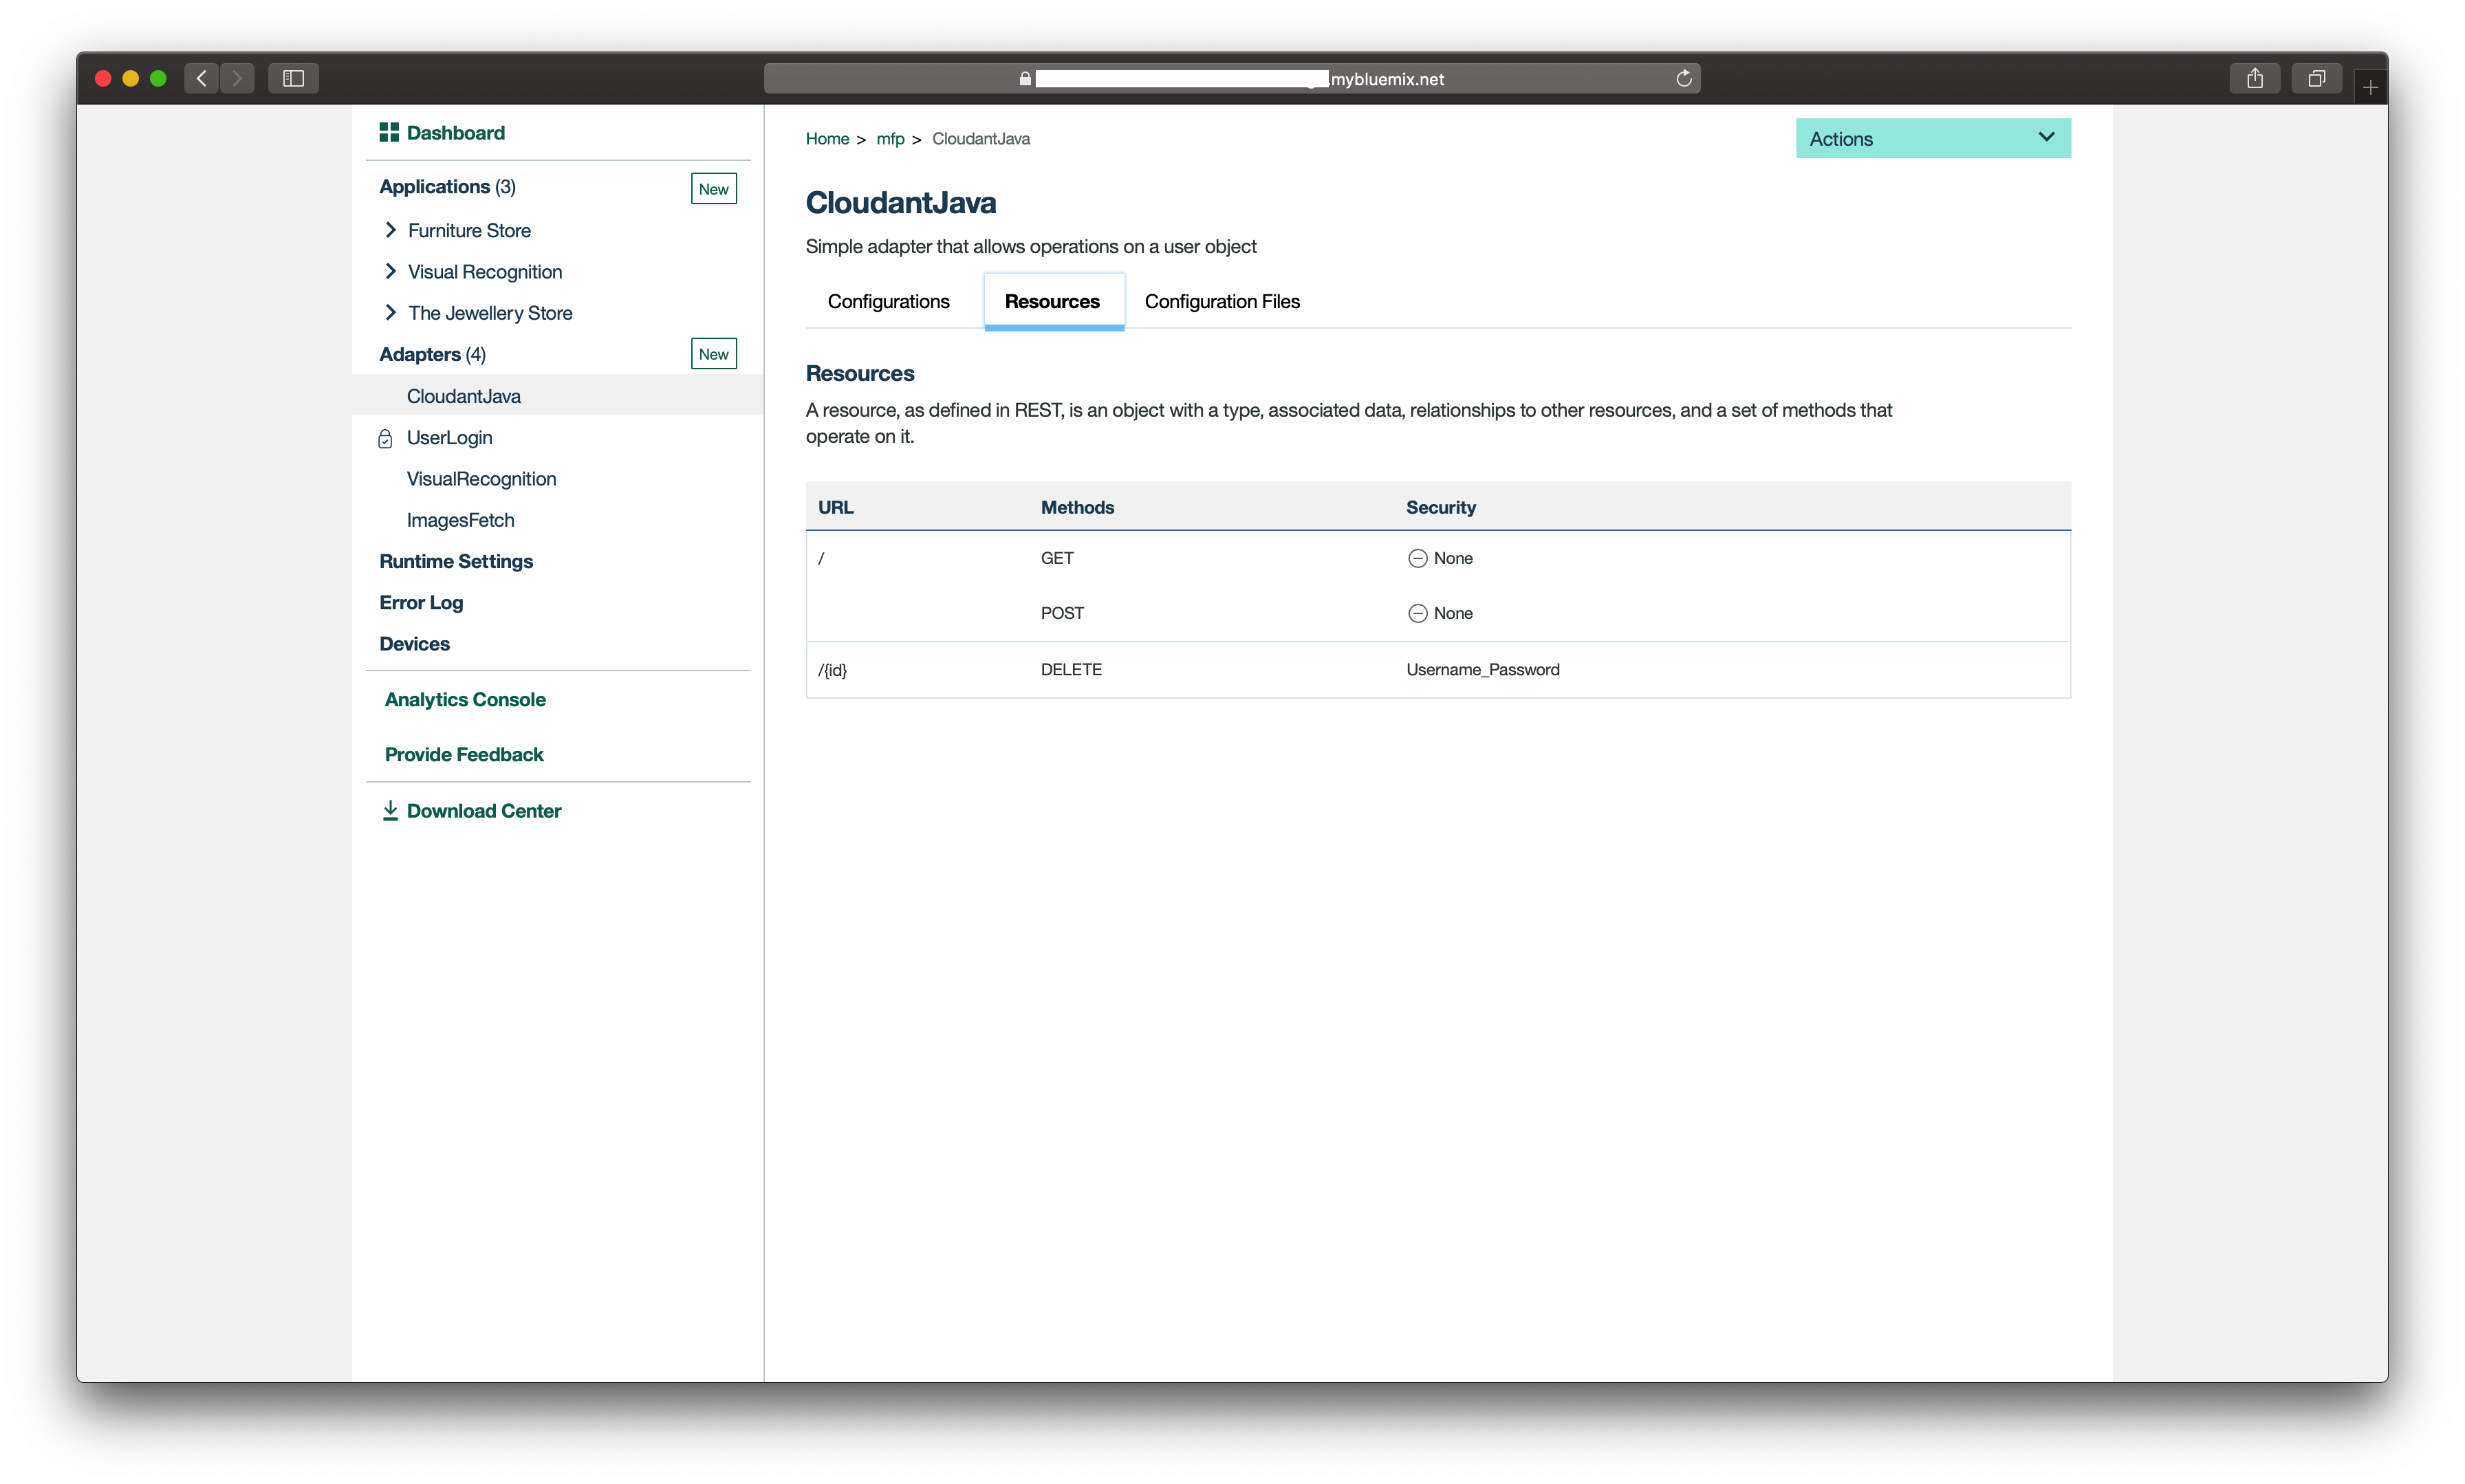 .mybluemix.net
Dashboard
Applications (3)
New
Furniture Store
Visual Recognition
The Jewellery Store
Adapters (4)
New
CloudantJava
UserLogin
VisualRecognition
ImagesFetch
Runtime Settings
Error Log
Devices
Analytics Console
Provide Feedback
Download Center
Home > mfp > CloudantJava
Actions
CloudantJava
Simple adapter that allows operations on a user object
Configurations Resources Configuration Files
Resources
A resource, as defined in REST, is an object with a type, associated data, relationships to other resources, and a set of methods that
operate on it.
URL Methods Security
/ GET None
POST None
/{id} DELETE Username_Password